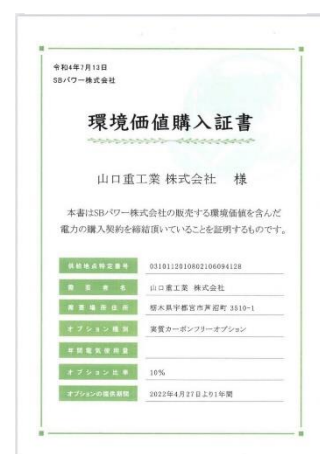 令和4年7月13日
SBパワー株式会社
環境価値購入証書
山口重工業 株式会社 様
本書はSBパワー株式会社の販売する環境価値を含んだ
電力の購入契約を締結頂いていることを証明するものです。
供給地点特定番号 0310112810802106094128
需要者名 山口重工業 株式会社
需要場所住所 栃木県宇都宮市芦沼町 3510-1
オプション種別 実質カーボンフリーオプション
年間電気使用量
オプション比率 10%
オプションの提供期間 2022年4月27日より1年間